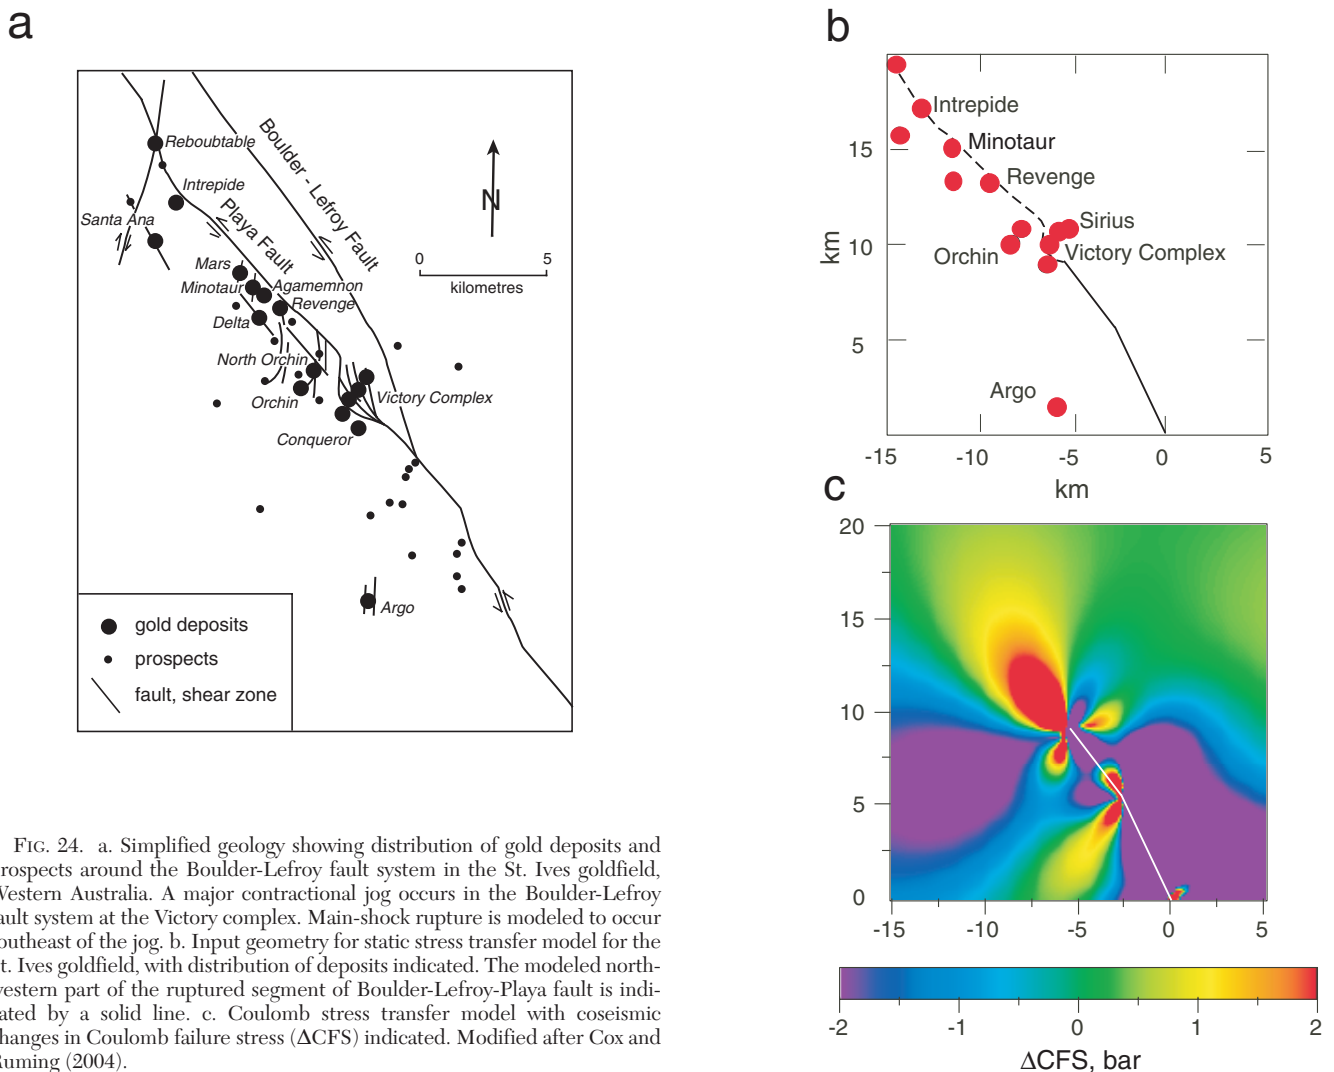 a
Reboubtable
Intrepide
Santa Ana
Playa Fault
Boulder - Lefroy Fault
N
0 5
kilometres
Mars
Minotaur
Agamemnon
Revenge
Delta
North Orchin
Orchin
Victory Complex
Conqueror
Argo
gold deposits
prospects
fault, shear zone
b
Intrepide
Minotaur
Revenge
Sirius
Orchin
Victory Complex
Argo
15
10
5
km
-15 -10 -5 0 5
km
c
20
15
10
5
0
-15 -10 -5 0 5
-2 -1 0 1 2
ΔCFS, bar
FIG. 24. a. Simplified geology showing distribution of gold deposits and
rospects around the Boulder-Lefroy fault system in the St. Ives goldfield,
Western Australia. A major contractional jog occurs in the Boulder-Lefroy
ault system at the Victory complex. Main-shock rupture is modeled to occur
outheast of the jog. b. Input geometry for static stress transfer model for the
t. Ives goldfield, with distribution of deposits indicated. The modeled north-
vestern part of the ruptured segment of Boulder-Lefroy-Playa fault is indi-
ated by a solid line. c. Coulomb stress transfer model with coseismic
hanges in Coulomb failure stress (ΔCFS) indicated. Modified after Cox and
Ruming (2004).